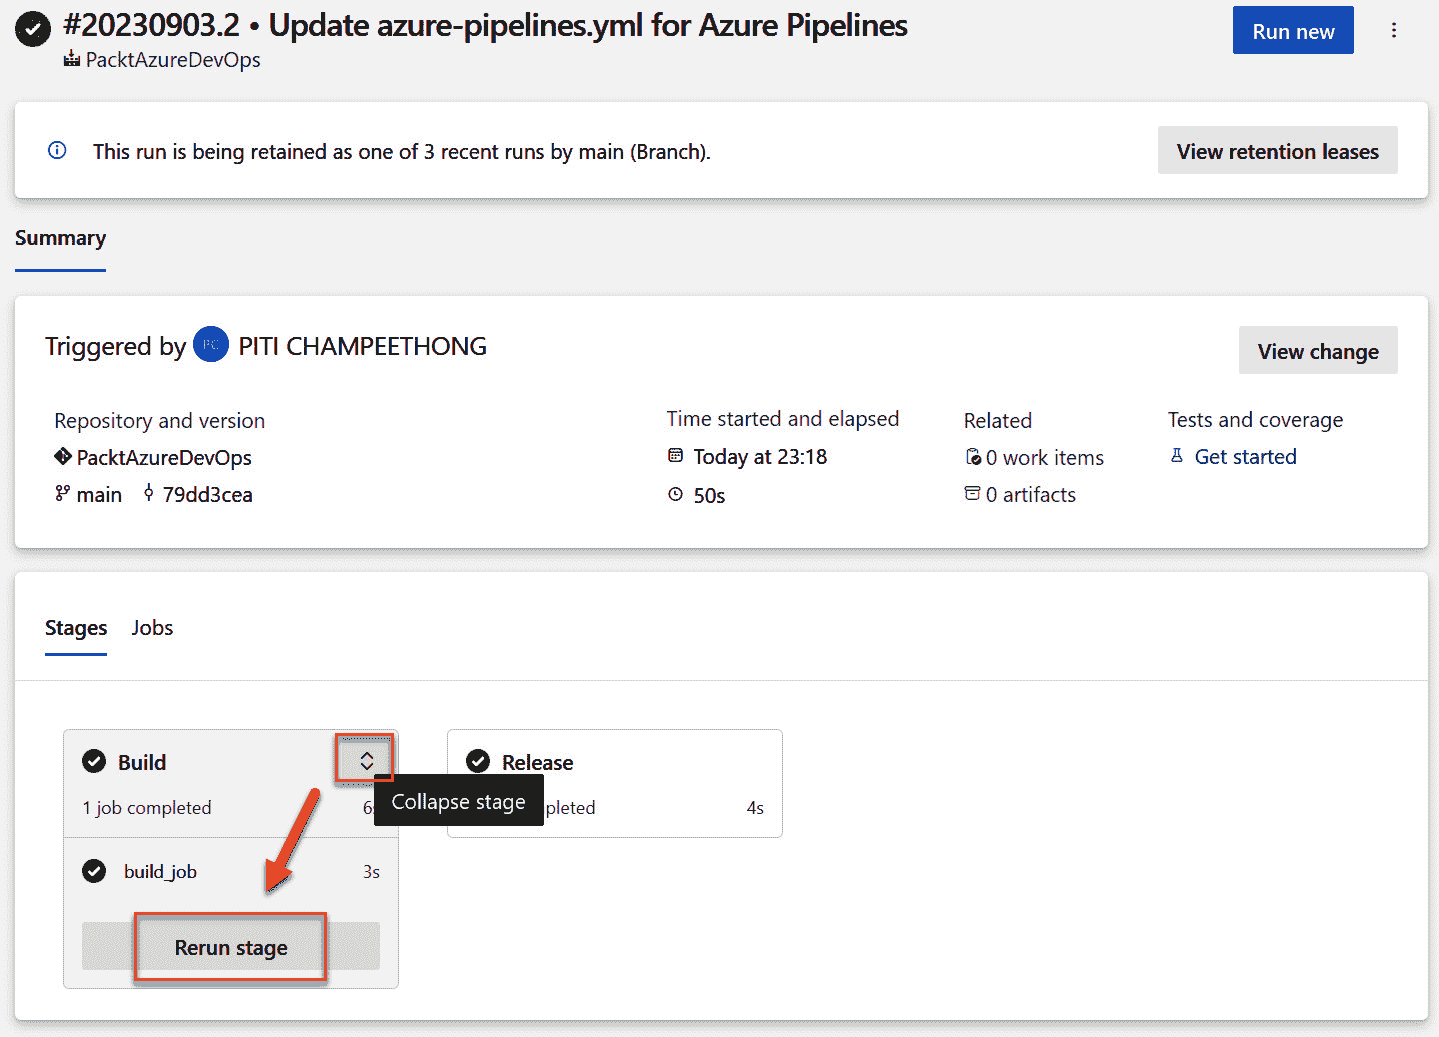 #20230903.2 • Update azure-pipelines.yml for Azure Pipelines
Run new
PacktAzureDevOps
This run is being retained as one of 3 recent runs by main (Branch).
View retention leases
Summary
Triggered by PC PITI CHAMPEETHONG
View change
Repository and version
Time started and elapsed
Related
Tests and coverage
PacktAzureDevOps
Today at 23:18
0 work items
Get started
main 79dd3cea
50s
0 artifacts
Stages Jobs
Build
Release
Collapse stage
1 job completed
4s
build_job 3s
Rerun stage